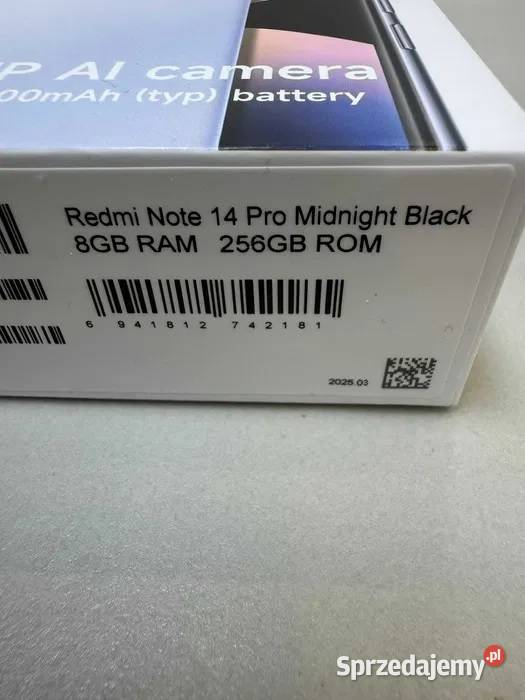 P AI camera
00mAh (typ) battery
Redmi Note 14 Pro Midnight Black
8GB RAM 256GB ROM
6 941812 742181
2025.03
Sprzedajemy.pl